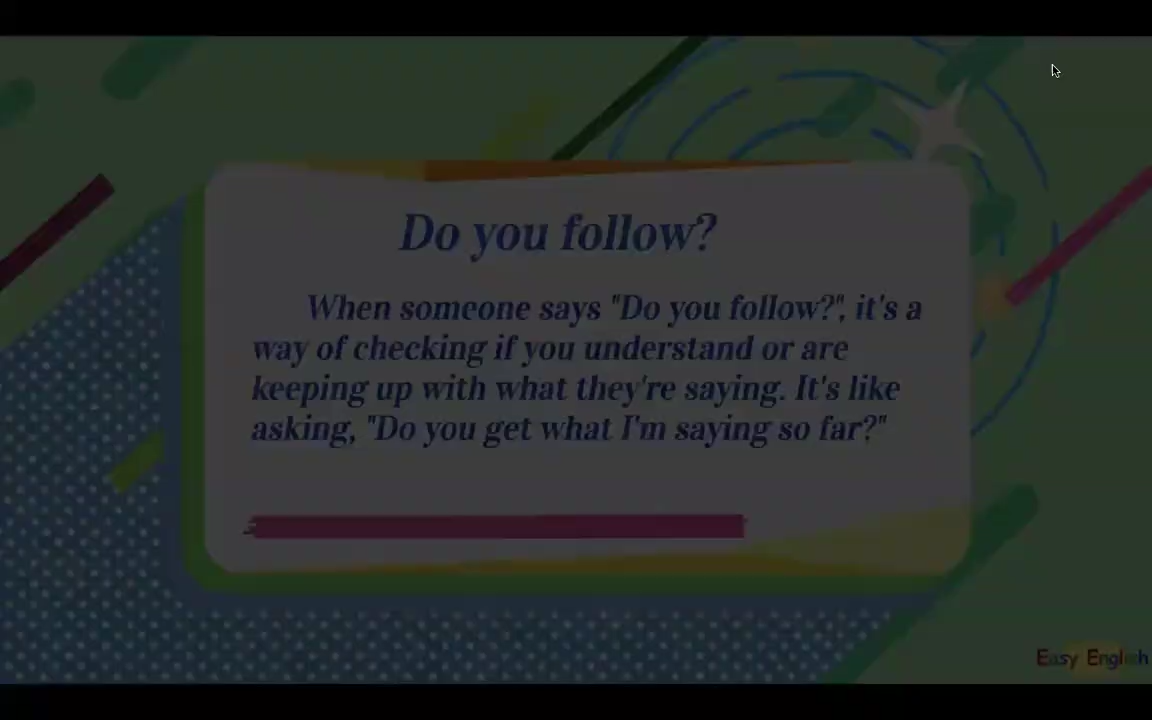 Do you follow?
When someone says "Do you follow?", it's a
way of checking if you understand or are
keeping up with what they're saying. It's like
asking, "Do you get what I'm saying so far?"
Easy English